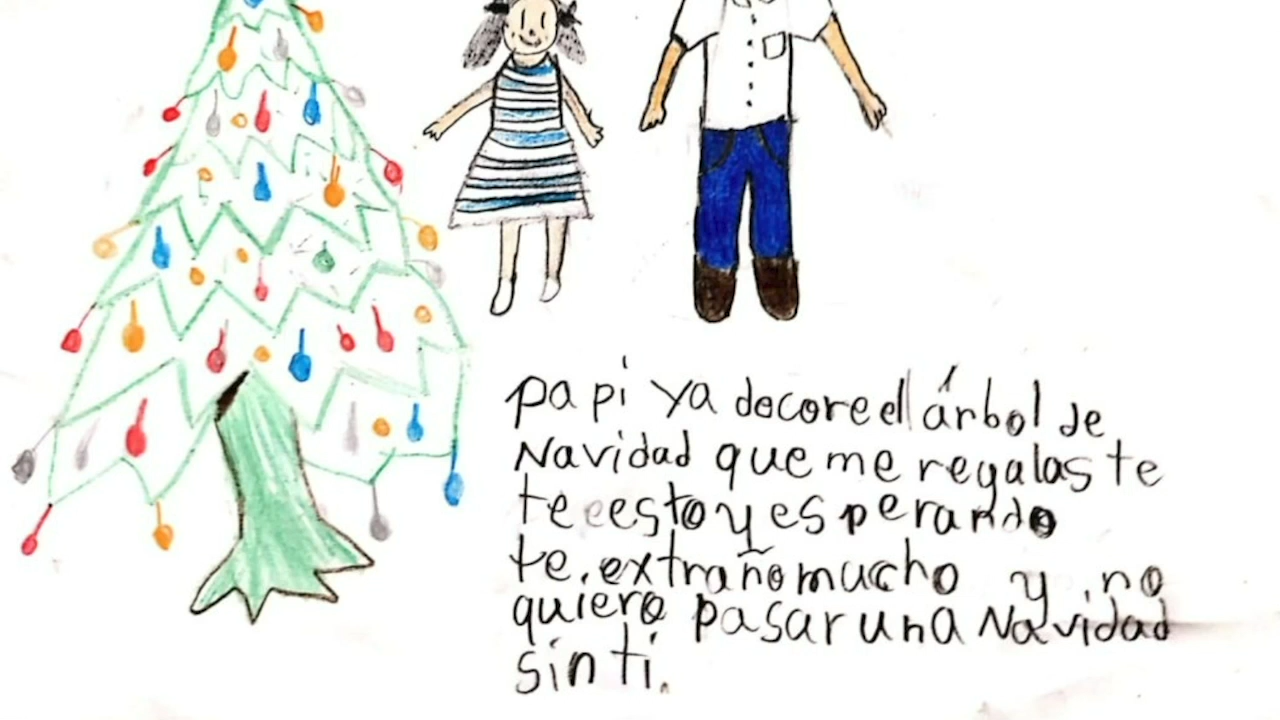 papi ya decore el árbol de
Navidad que me regalas te
te estoy esperando
te.extraño mucho y no
quiero pasar una Navidad
sin ti.